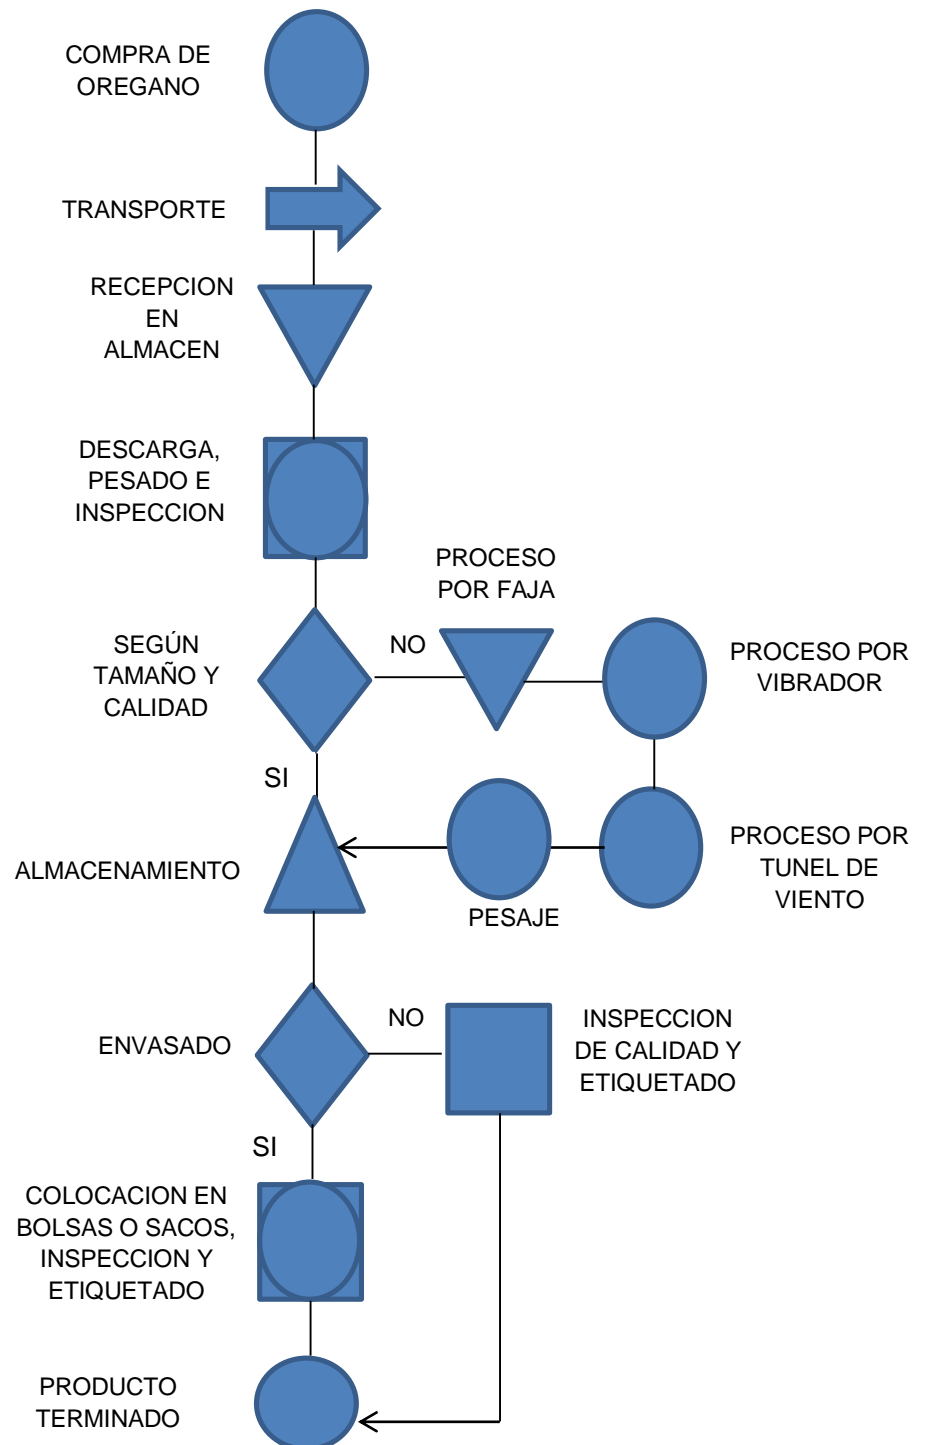 COMPRA DE
OREGANO
TRANSPORTE
RECEPCION
EN
ALMACEN
DESCARGA,
PESADO E
INSPECCION
PROCESO
POR FAJA
SEGÚN
TAMAÑO Y
CALIDAD
NO
PROCESO POR
VIBRADOR
SI
ALMACENAMIENTO
PESAJE
PROCESO POR
TUNEL DE
VIENTO
ENVASADO
NO
INSPECCION
DE CALIDAD Y
ETIQUETADO
SI
COLOCACION EN
BOLSAS O SACOS,
INSPECCION Y
ETIQUETADO
PRODUCTO
TERMINADO